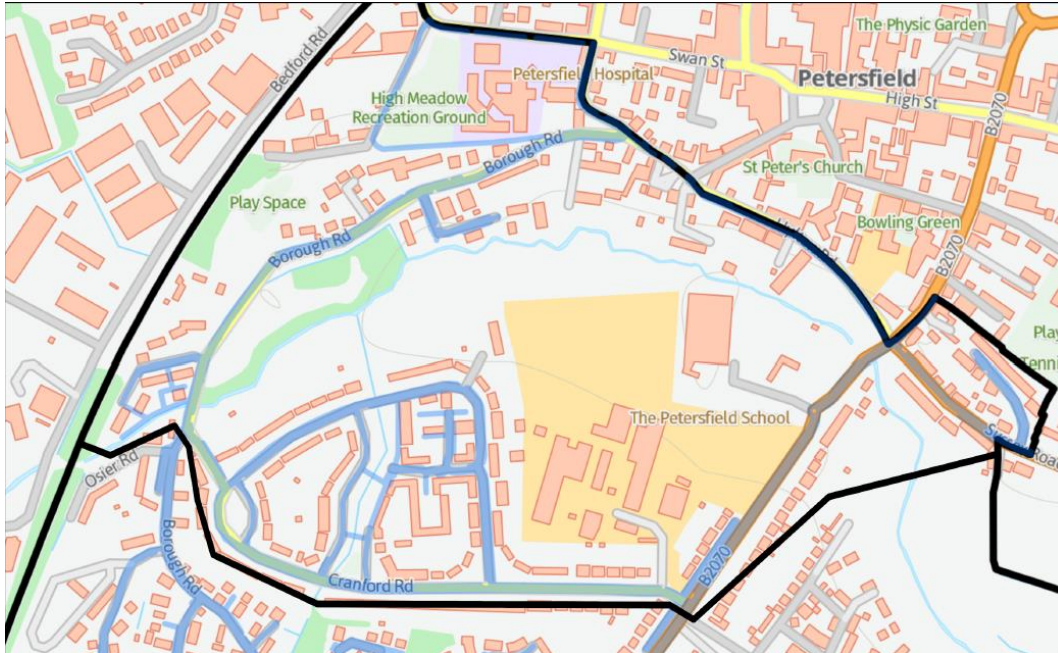 The Physic Garden
Bedford Rd
Swan St
Petersfield
Petersfield Hospital
High St
High Meadow
Recreation Ground
B2070
Borough Rd
St Peter's Church
Play Space
Bowling Green
Borough Rd
B2070
The Petersfield School
Osier Rd
Borough Rd
Cranford Rd
B2070